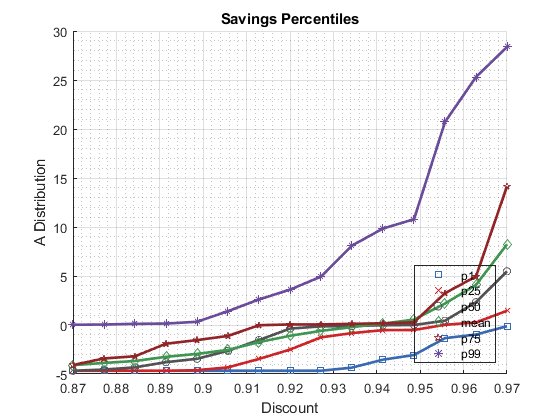 Savings Percentiles
30
25
20
15
10
5
0
-5
A Distribution
p1
p25
p50
mean
p75
p99
0.87 0.88 0.89 0.9 0.91 0.92 0.93 0.94 0.95 0.96 0.97
Discount